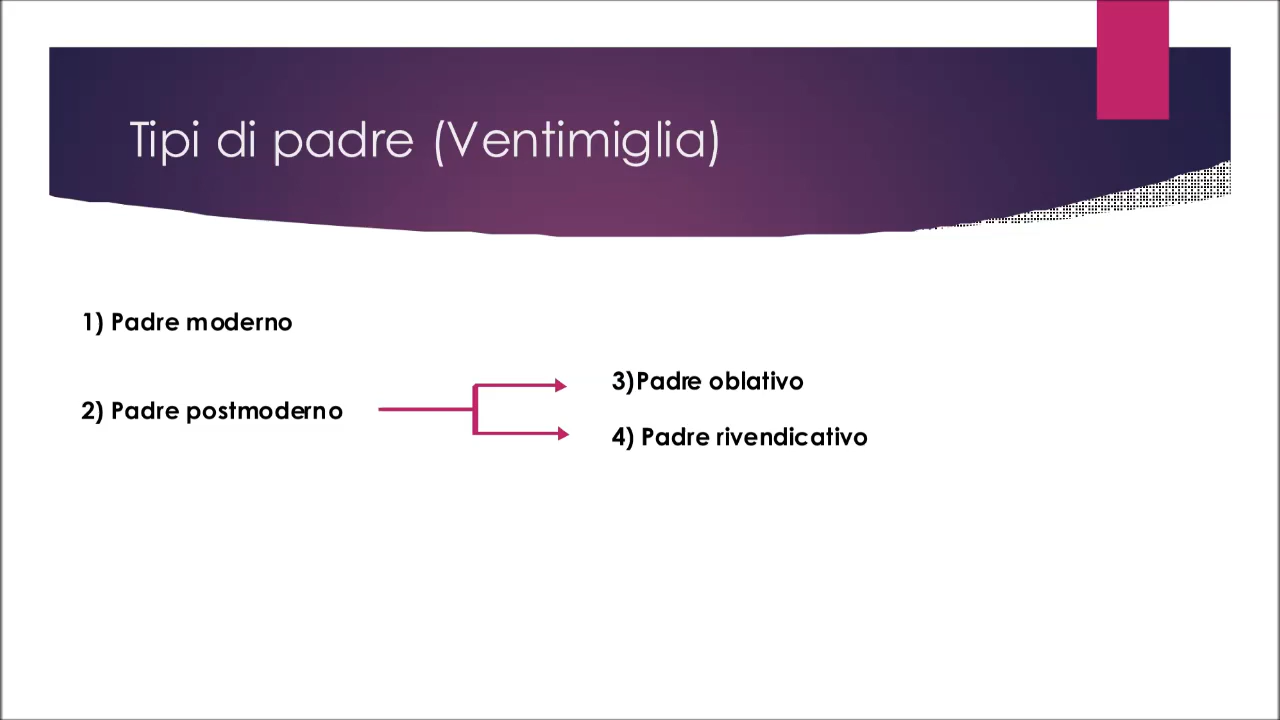 Tipi di padre (Ventimiglia)
1) Padre moderno
2) Padre postmoderno
3)Padre oblativo
4) Padre rivendicativo